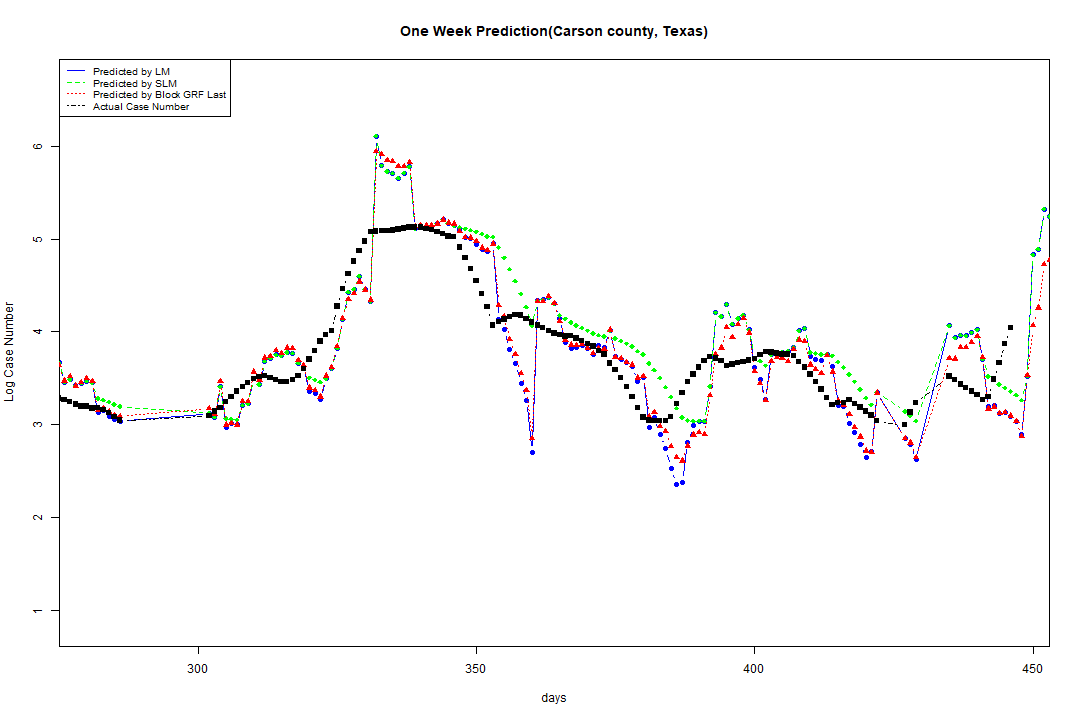 One Week Prediction(Carson county, Texas)
Predicted by LM
Predicted by SLM
Predicted by Block GRF Last
Actual Case Number
Log Case Number
6
5
4
3
2
1
300
350
400
450
days